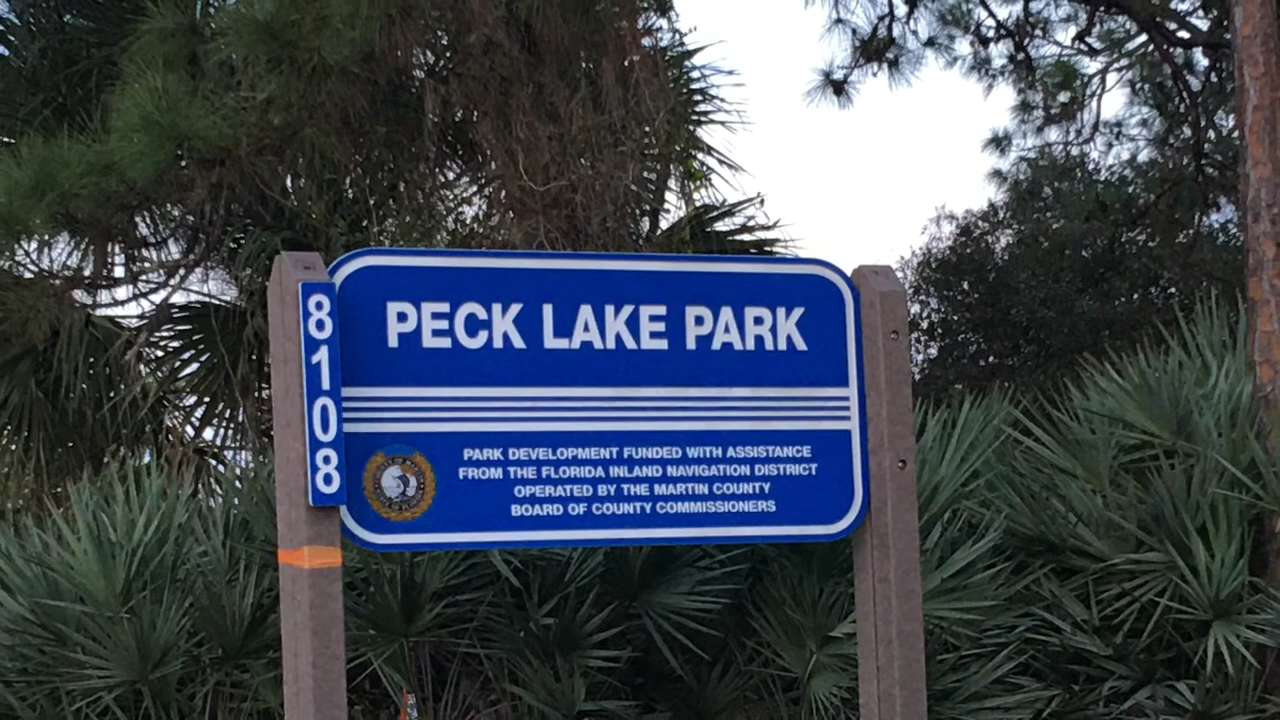 PECK LAKE PARK
8108
PARK DEVELOPMENT FUNDED WITH ASSISTANCE
FROM THE FLORIDA INLAND NAVIGATION DISTRICT
OPERATED BY THE MARTIN COUNTY
BOARD OF COUNTY COMMISSIONERS